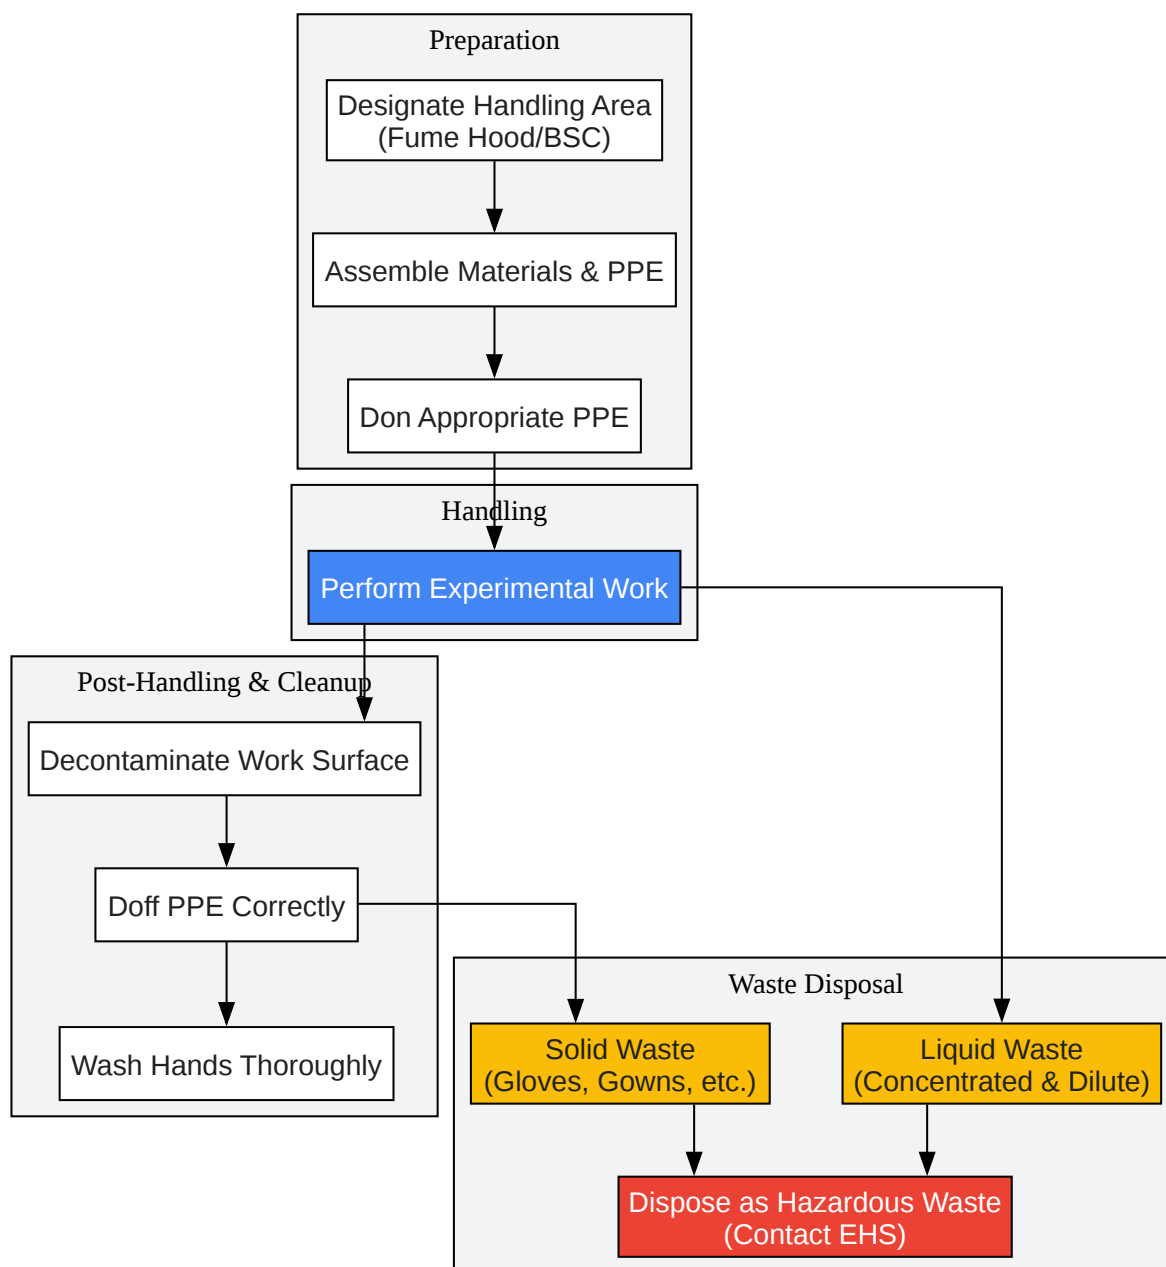 Preparation
Designate Handling Area
(Fume Hood/BSC)
Assemble Materials & PPE
Don Appropriate PPE
Handling
Perform Experimental Work
Post-Handling & Cleanup
Decontaminate Work Surface
Doff PPE Correctly
Wash Hands Thoroughly
Waste Disposal
Solid Waste
(Gloves, Gowns, etc.)
Liquid Waste
(Concentrated & Dilute)
Dispose as Hazardous Waste
(Contact EHS)